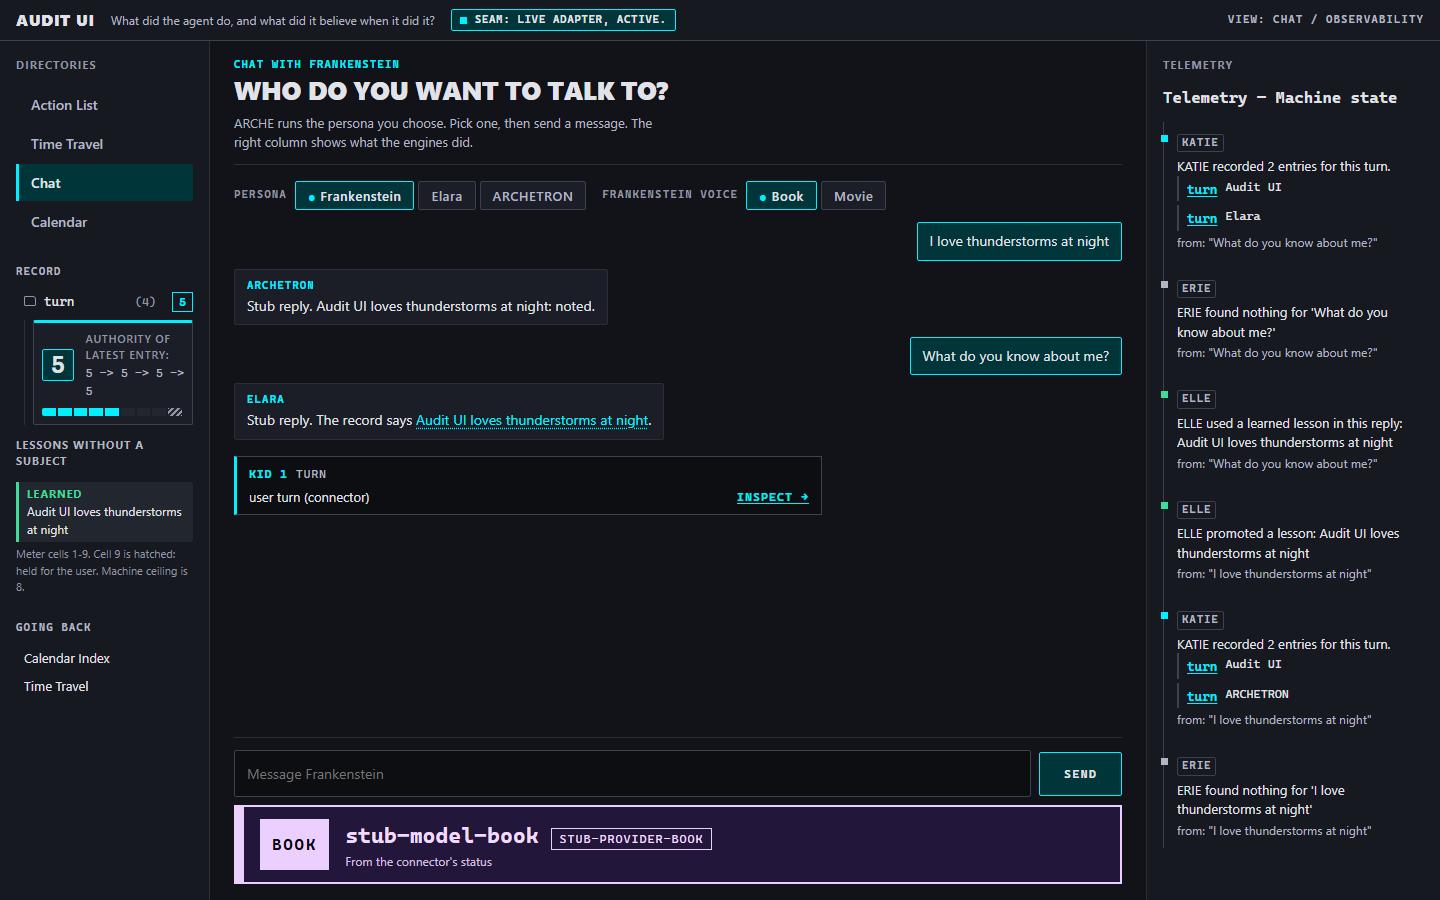 AUDIT UI
What did the agent do, and what did it believe when it did it?
SEAM: LIVE ADAPTER, ACTIVE.
VIEW: CHAT / OBSERVABILITY
DIRECTORIES
Action List
Time Travel
Chat
Calendar
RECORD
turn (4) 5
5
AUTHORITY OF
LATEST ENTRY:
5 -> 5 -> 5 ->
5
LESSONS WITHOUT A
SUBJECT
LEARNED
Audit UI loves thunderstorms
at night
Meter cells 1-9. Cell 9 is hatched:
held for the user. Machine ceiling is
8.
GOING BACK
Calendar Index
Time Travel
CHAT WITH FRANKENSTEIN
WHO DO YOU WANT TO TALK TO?
ARCHE runs the persona you choose. Pick one, then send a message. The
right column shows what the engines did.
PERSONA Frankenstein Elara ARCHETRON FRANKENSTEIN VOICE Book Movie
I love thunderstorms at night
ARCHETRON
Stub reply. Audit UI loves thunderstorms at night: noted.
What do you know about me?
ELARA
Stub reply. The record says Audit UI loves thunderstorms at night.
KID 1 TURN
user turn (connector)
INSPECT →
Message Frankenstein
SEND
BOOK
stub-model-book STUB-PROVIDER-BOOK
From the connector's status
TELEMETRY
Telemetry — Machine state
KATIE
KATIE recorded 2 entries for this turn.
turn Audit UI
turn Elara
from: "What do you know about me?"
ERIE
ERIE found nothing for 'What do you
know about me?'
from: "What do you know about me?"
ELLE
ELLE used a learned lesson in this reply:
Audit UI loves thunderstorms at night
from: "What do you know about me?"
ELLE
ELLE promoted a lesson: Audit UI loves
thunderstorms at night
from: "I love thunderstorms at night"
KATIE
KATIE recorded 2 entries for this turn.
turn Audit UI
turn ARCHETRON
from: "I love thunderstorms at night"
ERIE
ERIE found nothing for 'I love
thunderstorms at night'
from: "I love thunderstorms at night"